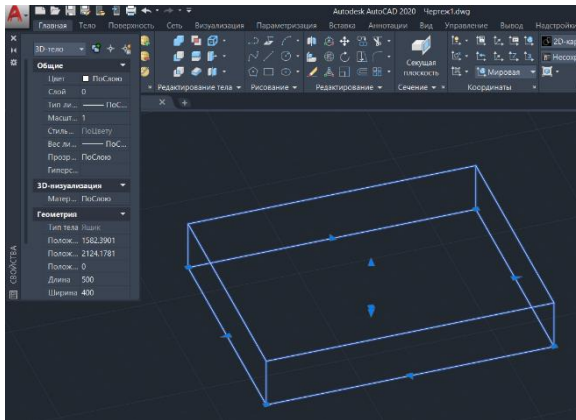 Autodesk AutoCAD 2020 Чертеж1.dwg
Главная Тело Поверхность Сеть Визуализация Параметризация Вставка Аннотации Вид Управление Вывод Надстройки
3D-тело
Общие
Цвет ПоСлою
Слой 0
Тип ли... ПоС...
Масшт... 1
Стиль... ПоЦвету
Вес ли... ПоС...
Прозр... ПоСлою
Гиперс...
3D-визуализация
Матер... ПоСлою
Геометрия
Тип тела Ящик
Полож... 1582.3901
Полож... 2124.1781
Полож... 0
Длина 500
Ширина 400
СВОЙСТВА
Редактирование тела
Рисование
Редактирование
Секущая
плоскость
Сечение
2D-кар
Несохр
Мировая
Координаты